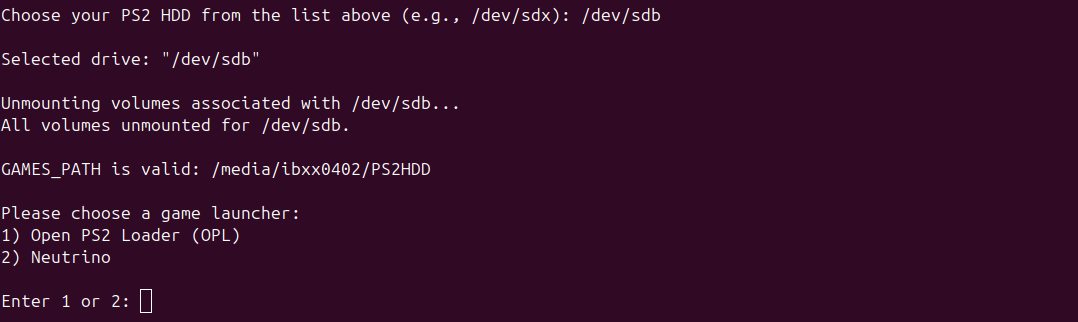 Choose your PS2 HDD from the list above (e.g., /dev/sdx): /dev/sdb
Selected drive: "/dev/sdb"
Unmounting volumes associated with /dev/sdb...
All volumes unmounted for /dev/sdb.
GAMES_PATH is valid: /media/ibxx0402/PS2HDD
Please choose a game launcher:
1) Open PS2 Loader (OPL)
2) Neutrino
Enter 1 or 2: